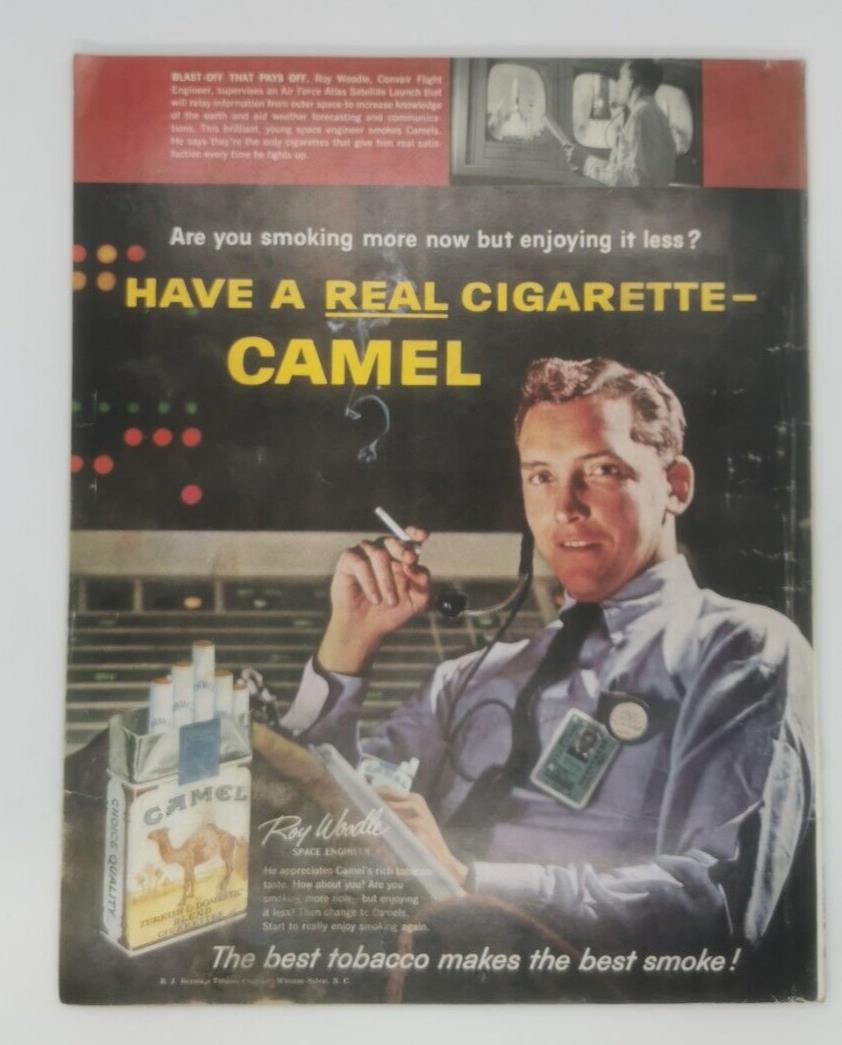 BLAST-OFF THAT PAYS OFF. Roy Woodle, Convair Flight
Engineer, supervises an Air Force Atlas Satellite Launch that
will relay information from outer space to increase knowledge
of the earth and aid weather forecasting and communica-
tions. This brilliant, young space engineer smokes Camels.
He says they're the only cigarettes that give him real satis-
faction every time he lights up.
Are you smoking more now but enjoying it less?
HAVE A REAL CIGARETTE–
CAMEL
CAMEL
CHOICE QUALITY
TURKISH & DOMESTIC
BLEND
CIGARETTES
Roy Woodle
SPACE ENGINEER
He appreciates Camel's rich tobacco
taste. How about you? Are you
smoking more now—but enjoying
it less? Then change to Camels.
Start to really enjoy smoking again.
The best tobacco makes the best smoke!
R. J. Tobacco Company, Winston-Salem, N. C.